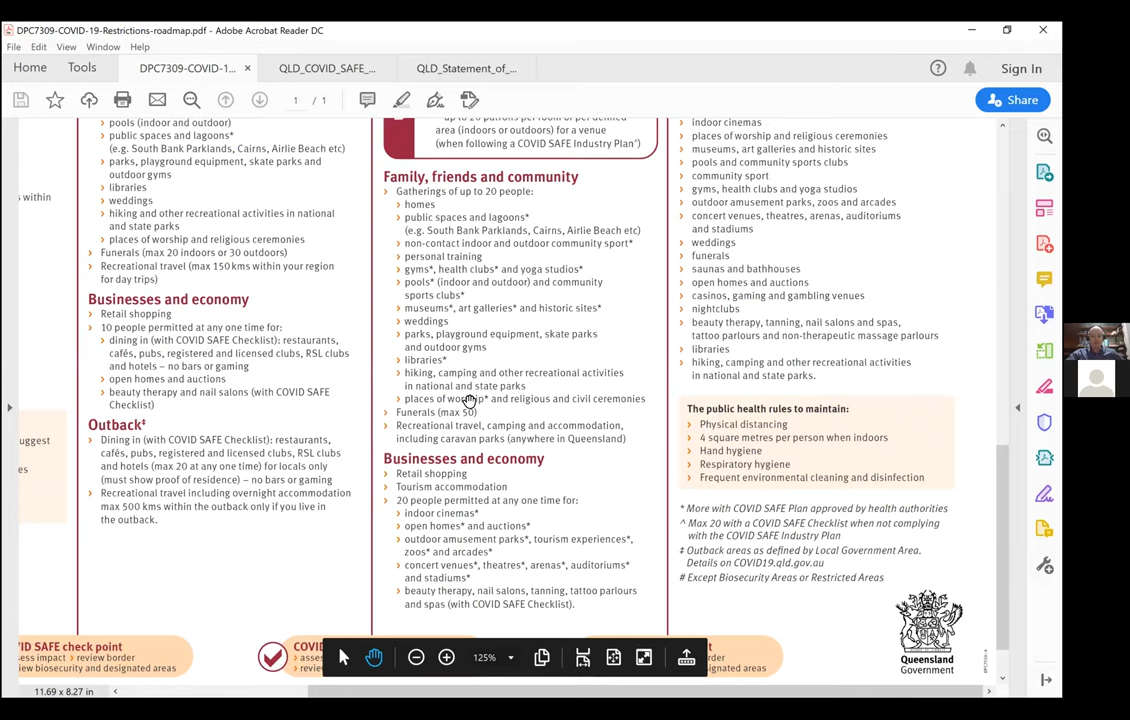 DPC7309-COVID-19-Restrictions-roadmap.pdf - Adobe Acrobat Reader DC
File Edit View Window Help
Home Tools DPC7309-COVID-1... × QLD_COVID_SAFE_... QLD_Statement_of_... Sign In
1 / 1 Share
pools (indoor and outdoor)
public spaces and lagoons*
(e.g. South Bank Parklands, Cairns, Airlie Beach etc)
parks, playground equipment, skate parks and
outdoor gyms
libraries
weddings
hiking and other recreational activities in national
and state parks
places of worship and religious ceremonies
Funerals (max 20 indoors or 30 outdoors)
Recreational travel (max 150kms within your region
for day trips)
Businesses and economy
Retail shopping
10 people permitted at any one time for:
dining in (with COVID SAFE Checklist): restaurants,
cafés, pubs, registered and licensed clubs, RSL clubs
and hotels – no bars or gaming
open homes and auctions
beauty therapy and nail salons (with COVID SAFE
Checklist)
Outback‡
Dining in (with COVID SAFE Checklist): restaurants,
cafés, pubs, registered and licensed clubs, RSL clubs
and hotels (max 20 at any one time) for locals only
(must show proof of residence) – no bars or gaming
Recreational travel including overnight accommodation
max 500 kms within the outback only if you live in
the outback.
s within
uggest
es
area (indoors or outdoors) for a venue
(when following a COVID SAFE Industry Plan^)
Family, friends and community
Gatherings of up to 20 people:
homes
public spaces and lagoons*
(e.g. South Bank Parklands, Cairns, Airlie Beach etc)
non-contact indoor and outdoor community sport*
personal training
gyms*, health clubs* and yoga studios*
pools* (indoor and outdoor) and community
sports clubs*
museums*, art galleries* and historic sites*
weddings
parks, playground equipment, skate parks
and outdoor gyms
libraries*
hiking, camping and other recreational activities
in national and state parks
places of worship* and religious and civil ceremonies
Funerals (max 50)
Recreational travel, camping and accommodation,
including caravan parks (anywhere in Queensland)
Businesses and economy
Retail shopping
Tourism accommodation
20 people permitted at any one time for:
indoor cinemas*
open homes* and auctions*
outdoor amusement parks*, tourism experiences*,
zoos* and arcades*
concert venues*, theatres*, arenas*, auditoriums*
and stadiums*
beauty therapy, nail salons, tanning, tattoo parlours
and spas (with COVID SAFE Checklist).
indoor cinemas
places of worship and religious ceremonies
museums, art galleries and historic sites
pools and community sports clubs
community sport
gyms, health clubs and yoga studios
outdoor amusement parks, zoos and arcades
concert venues, theatres, arenas, auditoriums
and stadiums
weddings
funerals
saunas and bathhouses
open homes and auctions
casinos, gaming and gambling venues
nightclubs
beauty therapy, tanning, nail salons and spas,
tattoo parlours and non-therapeutic massage parlours
libraries
hiking, camping and other recreational activities
in national and state parks.
The public health rules to maintain:
Physical distancing
4 square metres per person when indoors
Hand hygiene
Respiratory hygiene
Frequent environmental cleaning and disinfection
* More with COVID SAFE Plan approved by health authorities
^ Max 20 with a COVID SAFE Checklist when not complying
with the COVID SAFE Industry Plan
‡ Outback areas as defined by Local Government Area.
Details on COVID19.qld.gov.au
# Except Biosecurity Areas or Restricted Areas
Queensland
Government
ID SAFE check point
ess impact › review border
w biosecurity and designated areas
COVI
› asse
› revie
t
rder
signated areas
125%
11.69 x 8.27 in